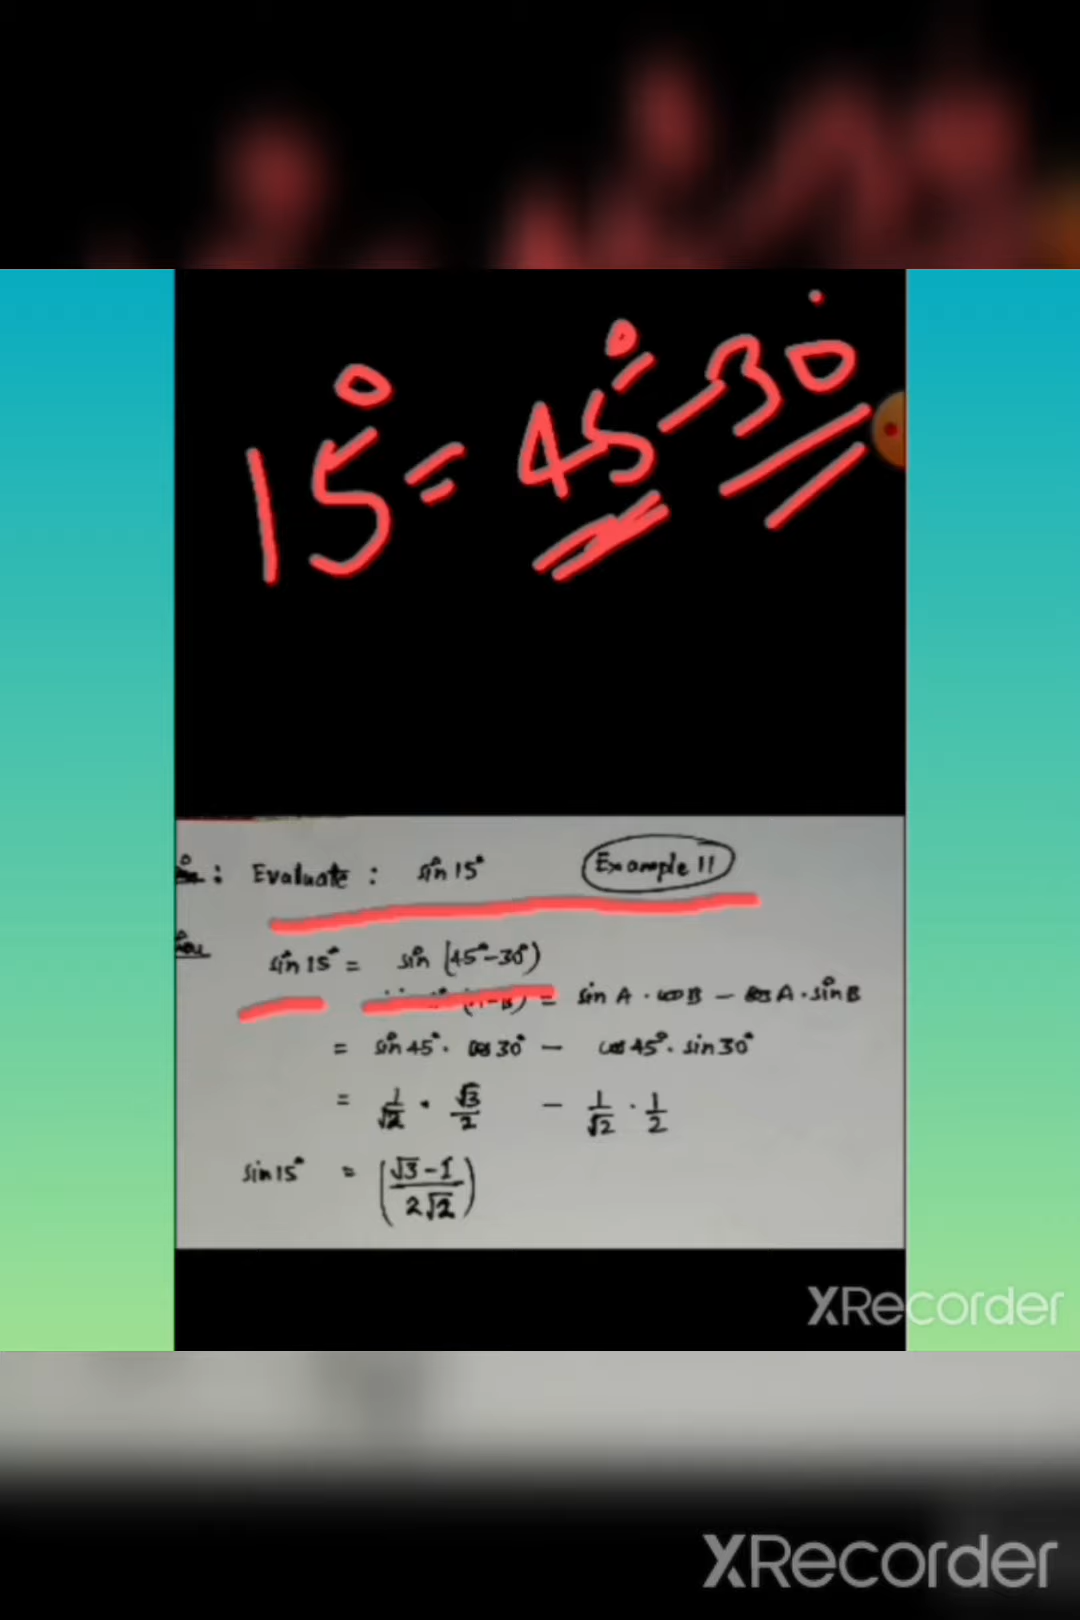 15° = 45° - 30°
: Evaluate : sin 15° Example 11
sin 15° = sin (45°-30°)
(A-B) = sin A . cos B - cos A . sin B
= sin 45° . cos 30° - cos 45° . sin 30°
= 1/√2 . √3/2 - 1/√2 . 1/2
sin 15° = (√3-1/2√2)
XRecorder
XRecorder